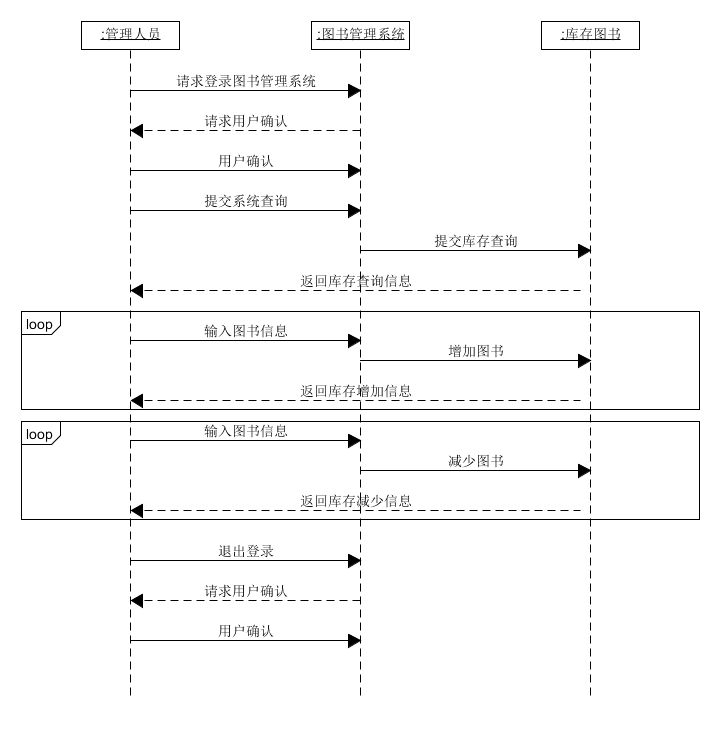 :管理人员
:图书管理系统
:库存图书
请求登录图书管理系统
请求用户确认
用户确认
提交系统查询
提交库存查询
返回库存查询信息
loop
输入图书信息
增加图书
返回库存增加信息
loop
输入图书信息
减少图书
返回库存减少信息
退出登录
请求用户确认
用户确认